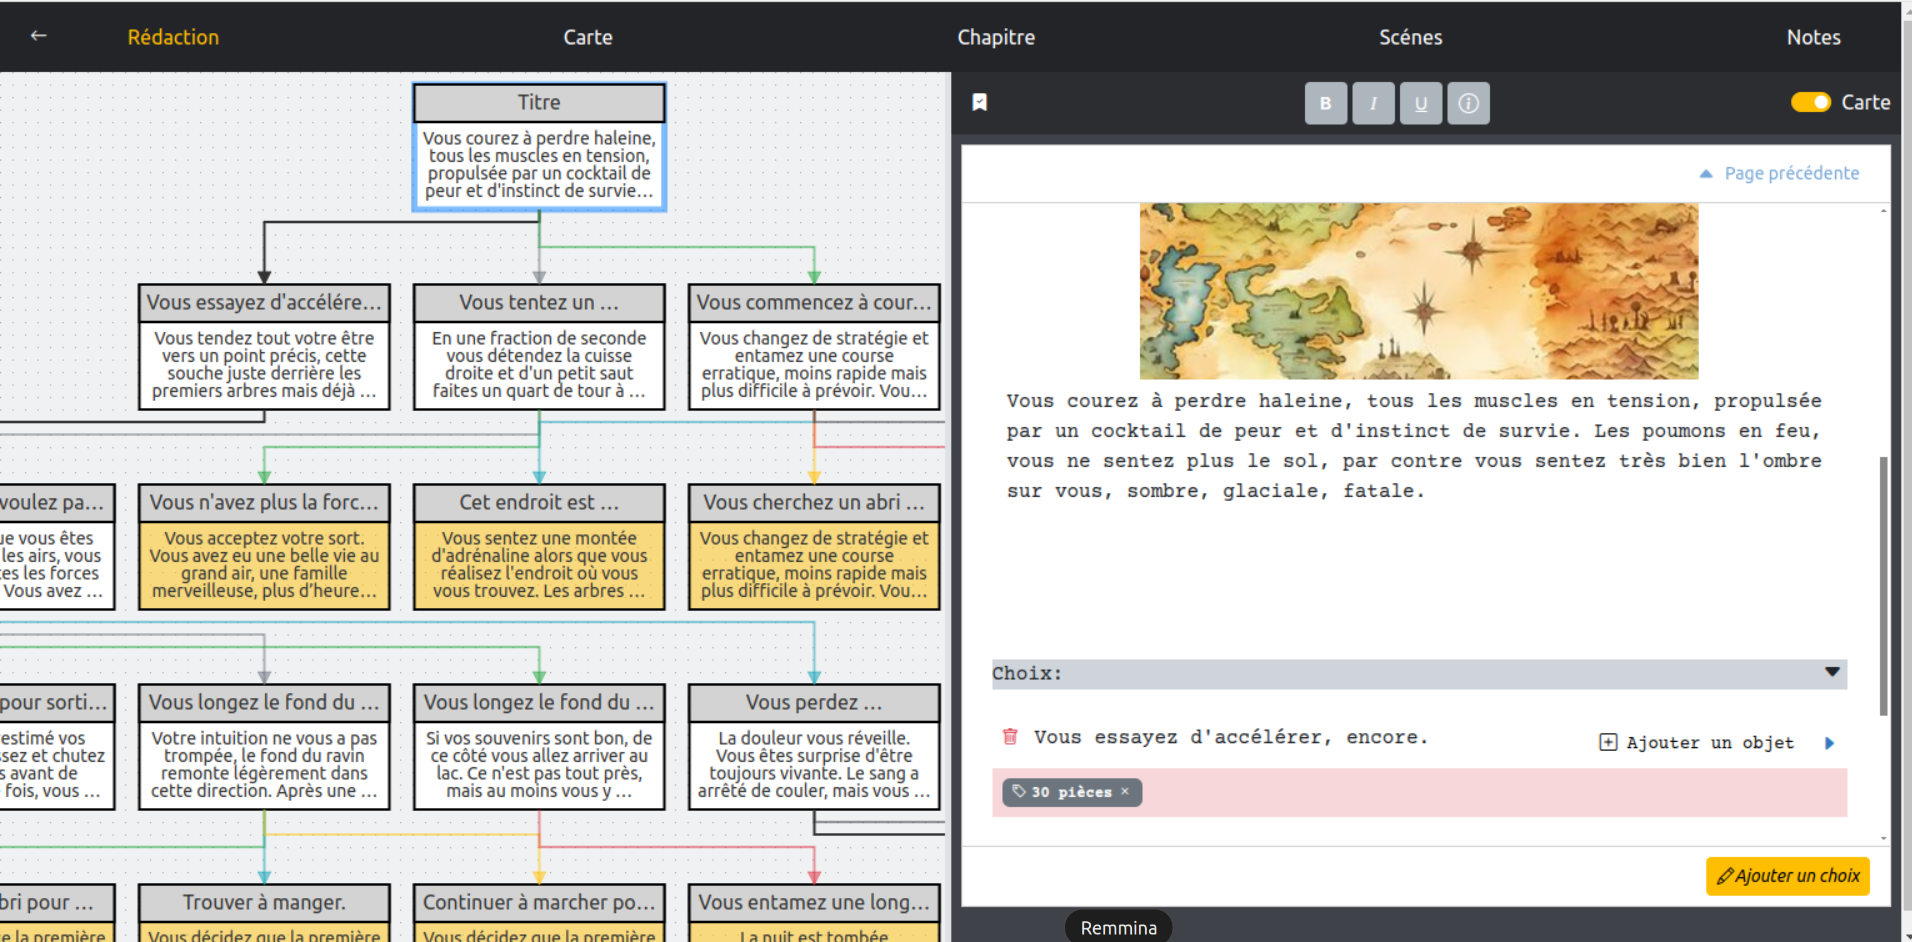 Rédaction
Carte
Chapitre
Scénes
Notes
Titre
Vous courez à perdre haleine,
tous les muscles en tension,
propulsée par un cocktail de
peur et d'instinct de survie...
Vous essayez d'accélére...
Vous tendez tout votre être
vers un point précis, cette
souche juste derrière les
premiers arbres mais déjà ...
Vous tentez un ...
En une fraction de seconde
vous détendez la cuisse
droite et d'un petit saut
faites un quart de tour à ...
Vous commencez à cour...
Vous changez de stratégie et
entamez une course
erratique, moins rapide mais
plus difficile à prévoir. Vou...
voulez pa...
ue vous êtes
les airs, vous
tes les forces
Vous avez ...
Vous n'avez plus la forc...
Vous acceptez votre sort.
Vous avez eu une belle vie au
grand air, une famille
merveilleuse, plus d'heure...
Cet endroit est ...
Vous sentez une montée
d'adrénaline alors que vous
réalisez l'endroit où vous
vous trouvez. Les arbres ...
Vous cherchez un abri ...
Vous changez de stratégie et
entamez une course
erratique, moins rapide mais
plus difficile à prévoir. Vou...
pour sorti...
estimé vos
ssez et chutez
s avant de
fois, vous ...
Vous longez le fond du ...
Votre intuition ne vous a pas
trompée, le fond du ravin
remonte légèrement dans
cette direction. Après une ...
Vous longez le fond du ...
Si vos souvenirs sont bon, de
ce côté vous allez arriver au
lac. Ce n'est pas tout près,
mais au moins vous y ...
Vous perdez ...
La douleur vous réveille.
Vous êtes surprise d'être
toujours vivante. Le sang a
arrêté de couler, mais vous ...
bri pour ...
e la première
Trouver à manger.
Vous décidez que la première
Continuer à marcher po...
Vous décidez que la première
Vous entamez une long...
La nuit est tombée
B I U
Carte
Page précédente
Vous courez à perdre haleine, tous les muscles en tension, propulsée
par un cocktail de peur et d'instinct de survie. Les poumons en feu,
vous ne sentez plus le sol, par contre vous sentez très bien l'ombre
sur vous, sombre, glaciale, fatale.
Choix:
Vous essayez d'accélérer, encore.
Ajouter un objet
30 pièces ×
Ajouter un choix
Remmina